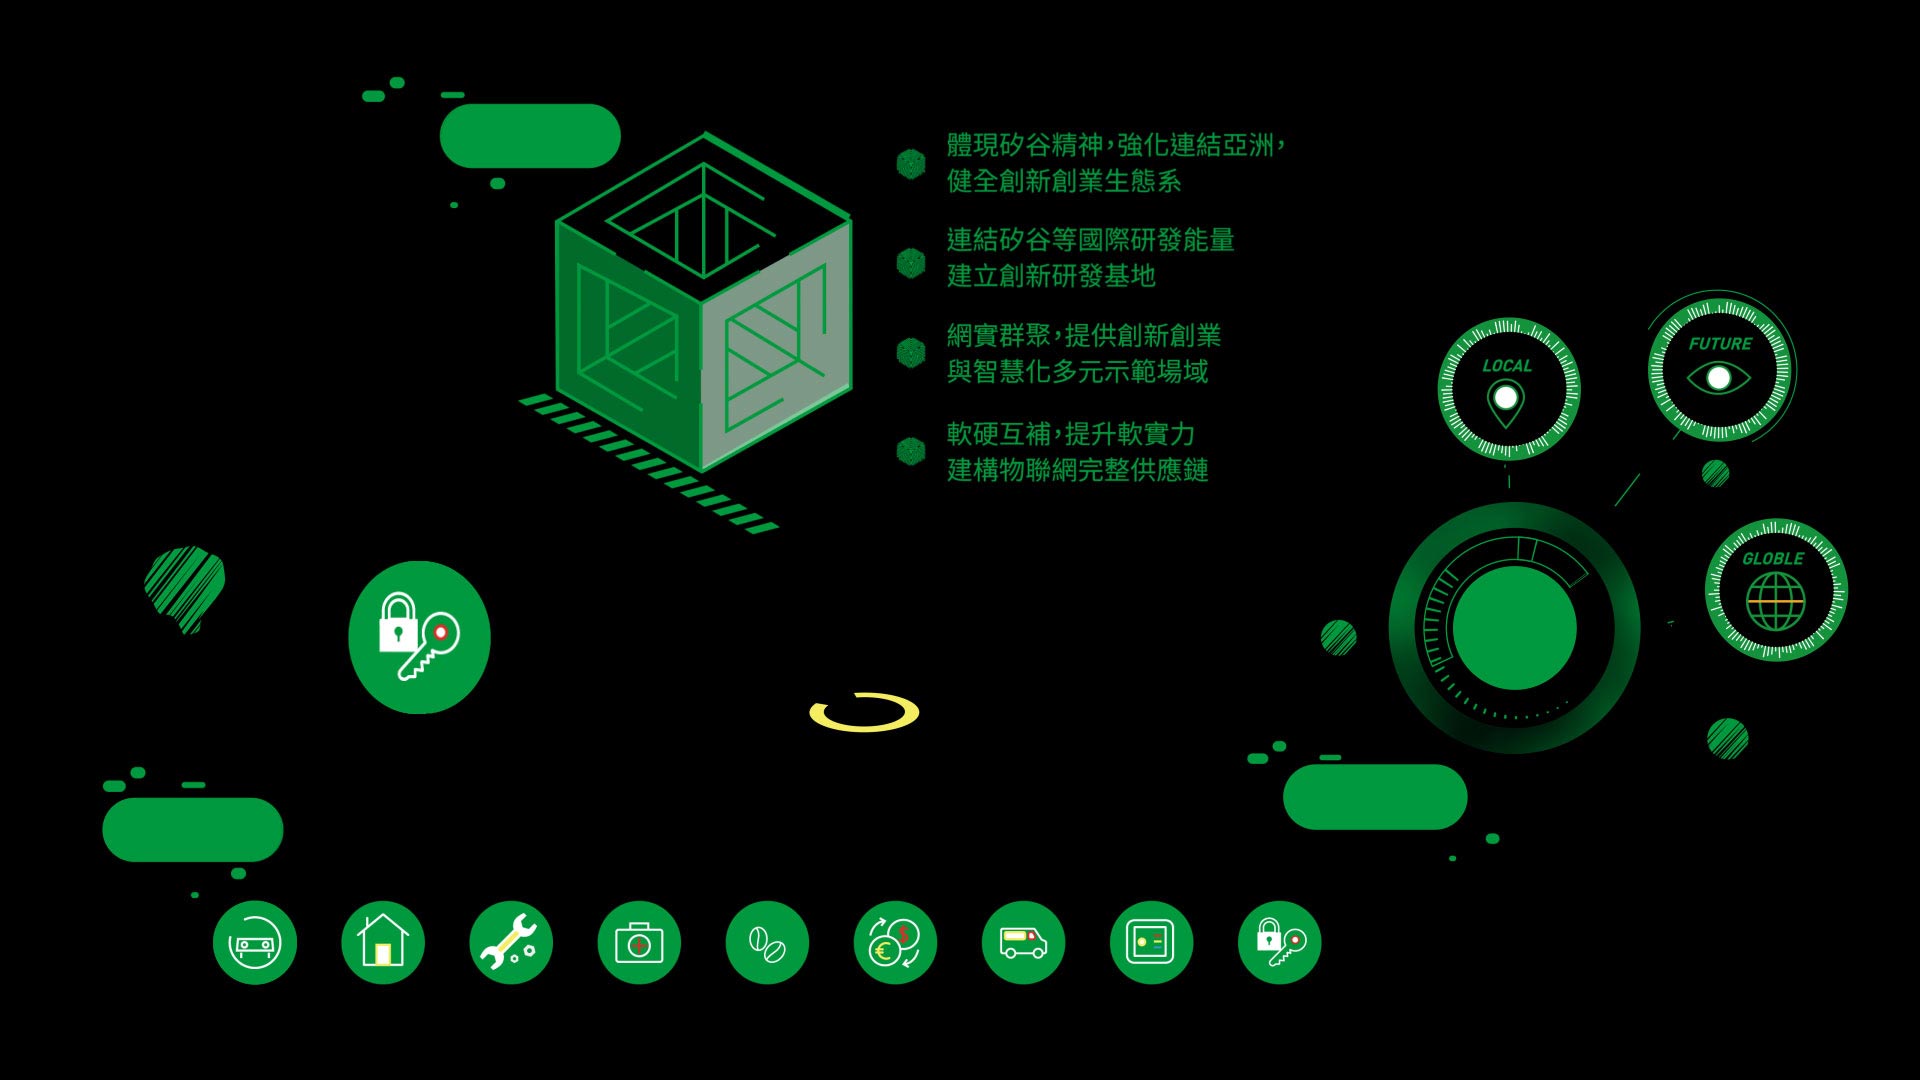 體現矽谷精神，強化連結亞洲，
健全創新創業生態系
連結矽谷等國際研發能量
建立創新研發基地
網實群聚，提供創新創業
與智慧化多元示範場域
軟硬互補，提升軟實力
建構物聯網完整供應鏈
LOCAL
FUTURE
GLOBLE